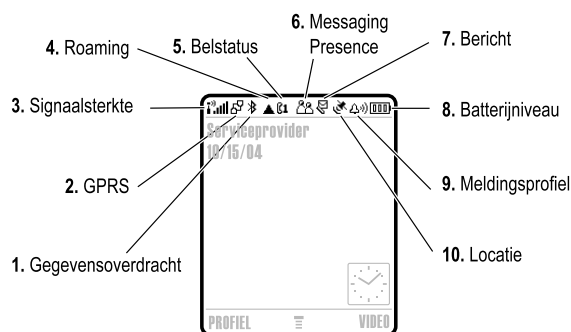 6. Messaging
Presence
4. Roaming
5. Belstatus
7. Bericht
3. Signaalsterkte
8. Batterijniveau
Serviceprovider
10/15/04
2. GPRS
9. Meldingsprofiel
1. Gegevensoverdracht
10. Locatie
PROFIEL
VIDEO